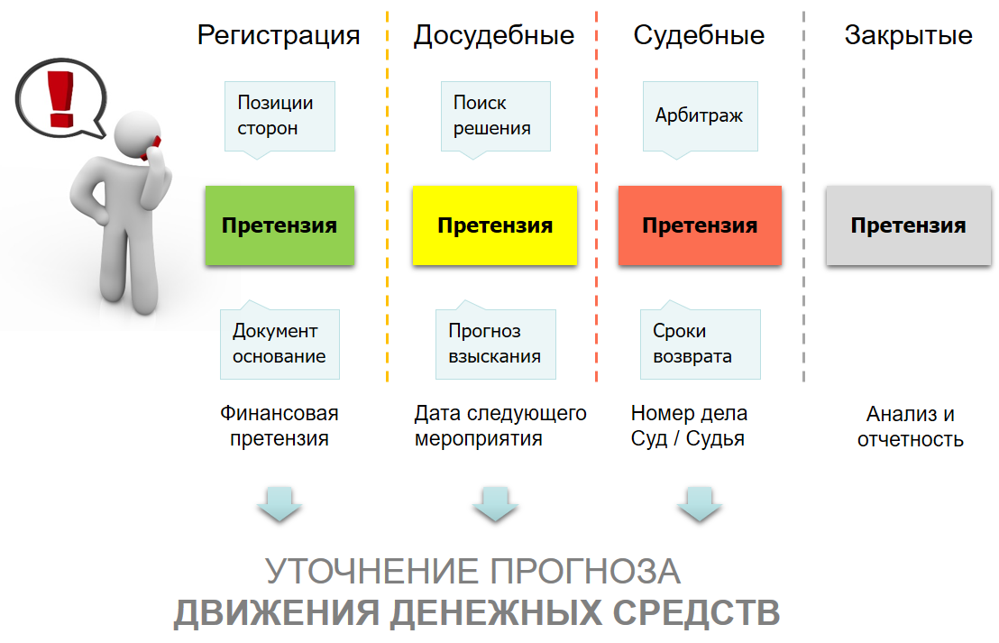 Регистрация
Досудебные
Судебные
Закрытые
Позиции
сторон
Поиск
решения
Арбитраж
Претензия
Претензия
Претензия
Претензия
Документ
основание
Прогноз
взыскания
Сроки
возврата
Финансовая
претензия
Дата следующего
мероприятия
Номер дела
Суд / Судья
Анализ и
отчетность
УТОЧНЕНИЕ ПРОГНОЗА
ДВИЖЕНИЯ ДЕНЕЖНЫХ СРЕДСТВ